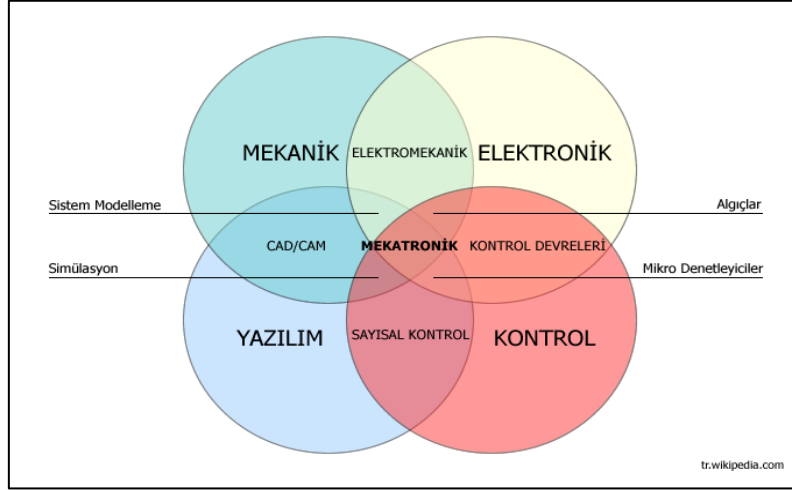 MEKANİK
ELEKTROMEKANİK
ELEKTRONİK
Sistem Modelleme
Algıçlar
CAD/CAM
MEKATRONİK
KONTROL DEVRELERİ
Simülasyon
Mikro Denetleyiciler
YAZILIM
SAYISAL KONTROL
KONTROL
tr.wikipedia.com